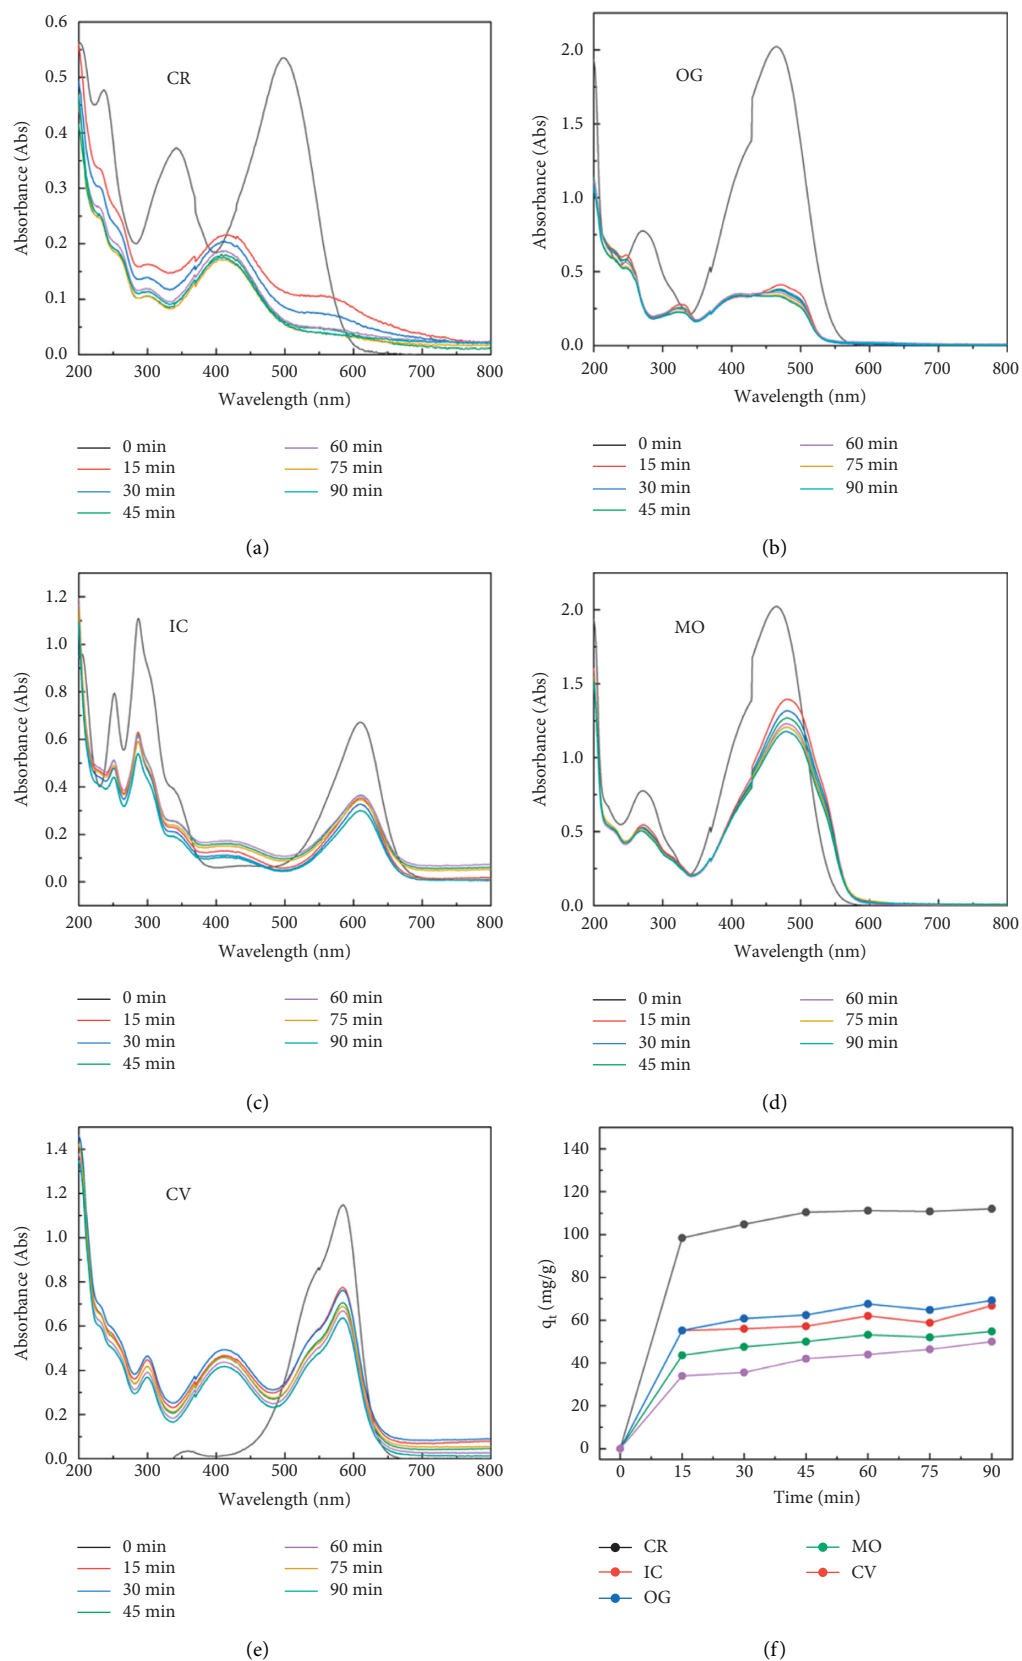 0.6
0.5
0.4
0.3
0.2
0.1
0.0
Absorbance (Abs)
CR
200 300 400 500 600 700 800
Wavelength (nm)
0 min 60 min
15 min 75 min
30 min 90 min
45 min
(a)
2.0
1.5
1.0
0.5
0.0
Absorbance (Abs)
OG
200 300 400 500 600 700 800
Wavelength (nm)
0 min 60 min
15 min 75 min
30 min 90 min
45 min
(b)
1.2
1.0
0.8
0.6
0.4
0.2
0.0
Absorbance (Abs)
IC
200 300 400 500 600 700 800
Wavelength (nm)
0 min 60 min
15 min 75 min
30 min 90 min
45 min
(c)
2.0
1.5
1.0
0.5
0.0
Absorbance (Abs)
MO
200 300 400 500 600 700 800
Wavelength (nm)
0 min 60 min
15 min 75 min
30 min 90 min
45 min
(d)
1.4
1.2
1.0
0.8
0.6
0.4
0.2
0.0
Absorbance (Abs)
CV
200 300 400 500 600 700 800
Wavelength (nm)
0 min 60 min
15 min 75 min
30 min 90 min
45 min
(e)
140
120
100
80
60
40
20
0
qt (mg/g)
0 15 30 45 60 75 90
Time (min)
CR MO
IC CV
OG
(f)